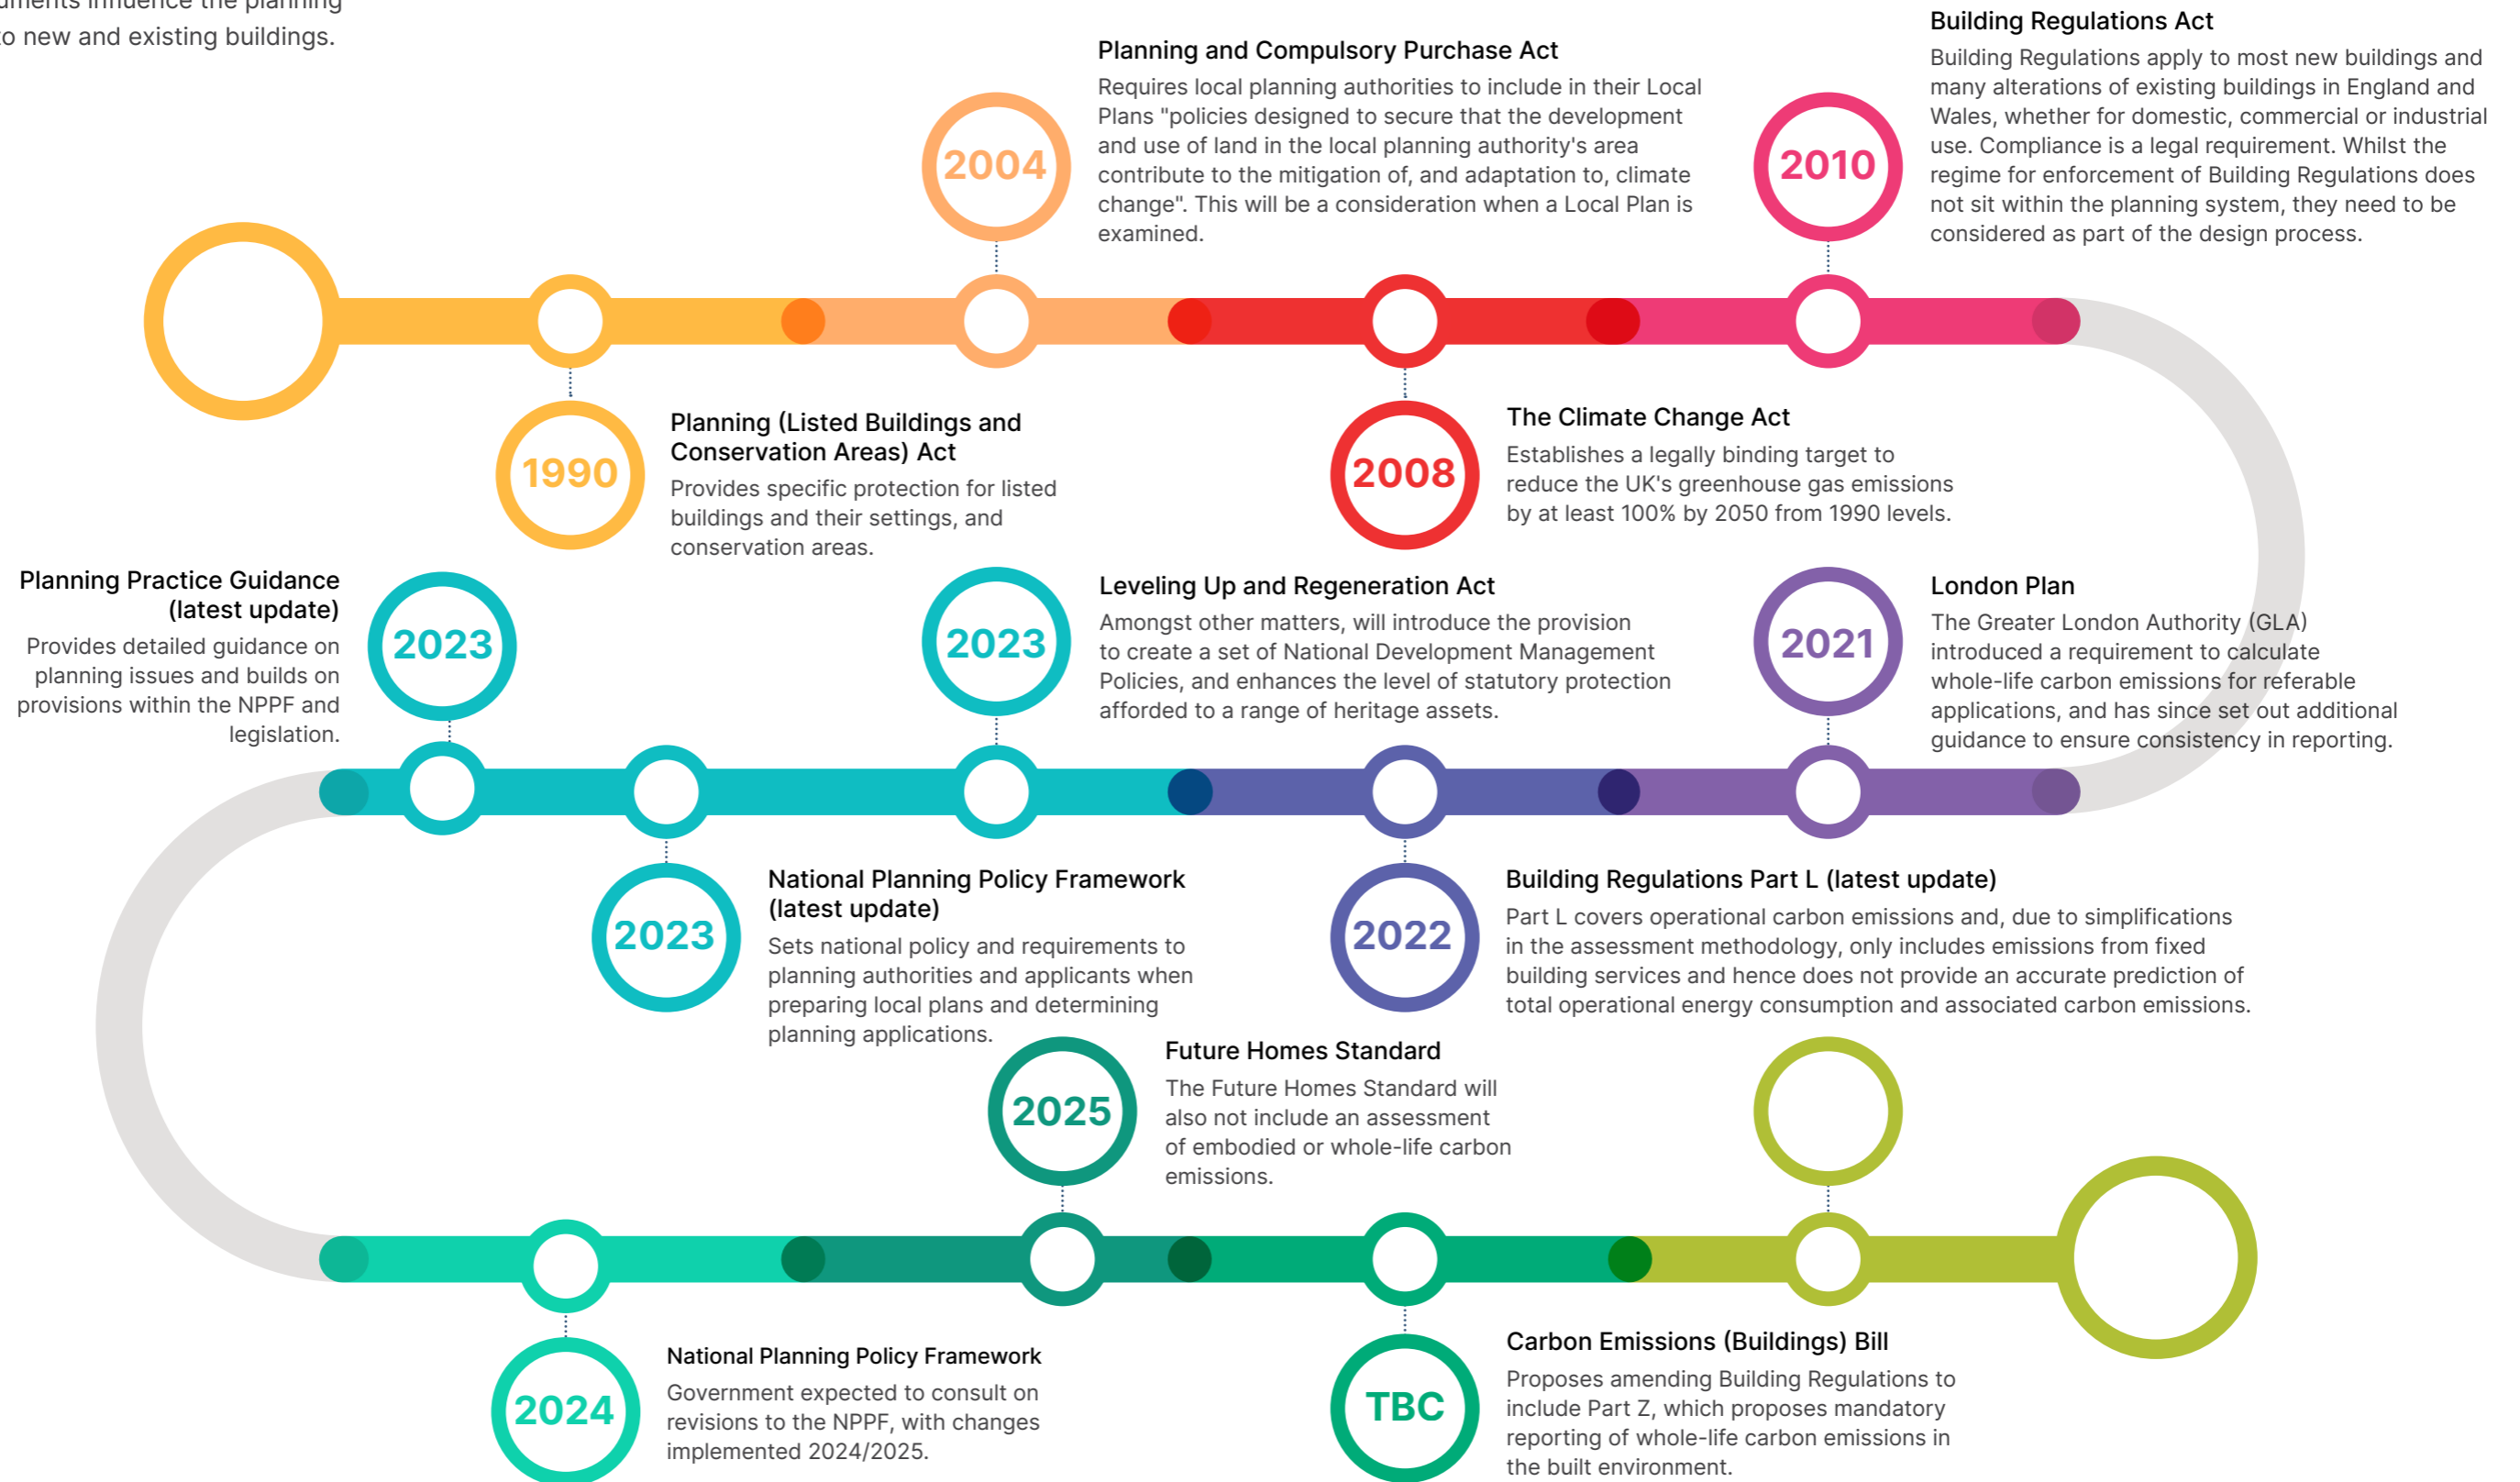 to new and existing buildings.
Planning and Compulsory Purchase Act
Requires local planning authorities to include in their Local
Plans "policies designed to secure that the development
and use of land in the local planning authority's area
contribute to the mitigation of, and adaptation to, climate
change". This will be a consideration when a Local Plan is
examined.
2004
Building Regulations Act
Building Regulations apply to most new buildings and
many alterations of existing buildings in England and
Wales, whether for domestic, commercial or industrial
use. Compliance is a legal requirement. Whilst the
regime for enforcement of Building Regulations does
not sit within the planning system, they need to be
considered as part of the design process.
2010
1990
Planning (Listed Buildings and
Conservation Areas) Act
Provides specific protection for listed
buildings and their settings, and
conservation areas.
2008
The Climate Change Act
Establishes a legally binding target to
reduce the UK's greenhouse gas emissions
by at least 100% by 2050 from 1990 levels.
Planning Practice Guidance
(latest update)
Provides detailed guidance on
planning issues and builds on
provisions within the NPPF and
legislation.
2023
2023
Leveling Up and Regeneration Act
Amongst other matters, will introduce the provision
to create a set of National Development Management
Policies, and enhances the level of statutory protection
afforded to a range of heritage assets.
2021
London Plan
The Greater London Authority (GLA)
introduced a requirement to calculate
whole-life carbon emissions for referable
applications, and has since set out additional
guidance to ensure consistency in reporting.
2023
National Planning Policy Framework
(latest update)
Sets national policy and requirements to
planning authorities and applicants when
preparing local plans and determining
planning applications.
2022
Building Regulations Part L (latest update)
Part L covers operational carbon emissions and, due to simplifications
in the assessment methodology, only includes emissions from fixed
building services and hence does not provide an accurate prediction of
total operational energy consumption and associated carbon emissions.
2025
Future Homes Standard
The Future Homes Standard will
also not include an assessment
of embodied or whole-life carbon
emissions.
2024
National Planning Policy Framework
Government expected to consult on
revisions to the NPPF, with changes
implemented 2024/2025.
TBC
Carbon Emissions (Buildings) Bill
Proposes amending Building Regulations to
include Part Z, which proposes mandatory
reporting of whole-life carbon emissions in
the built environment.